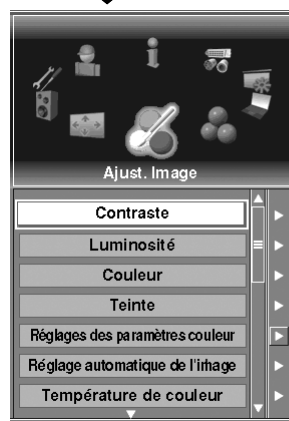 Ajust. Image
Contraste
Luminosité
Couleur
Teinte
Réglages des paramètres couleur
Réglage automatique de l'image
Température de couleur